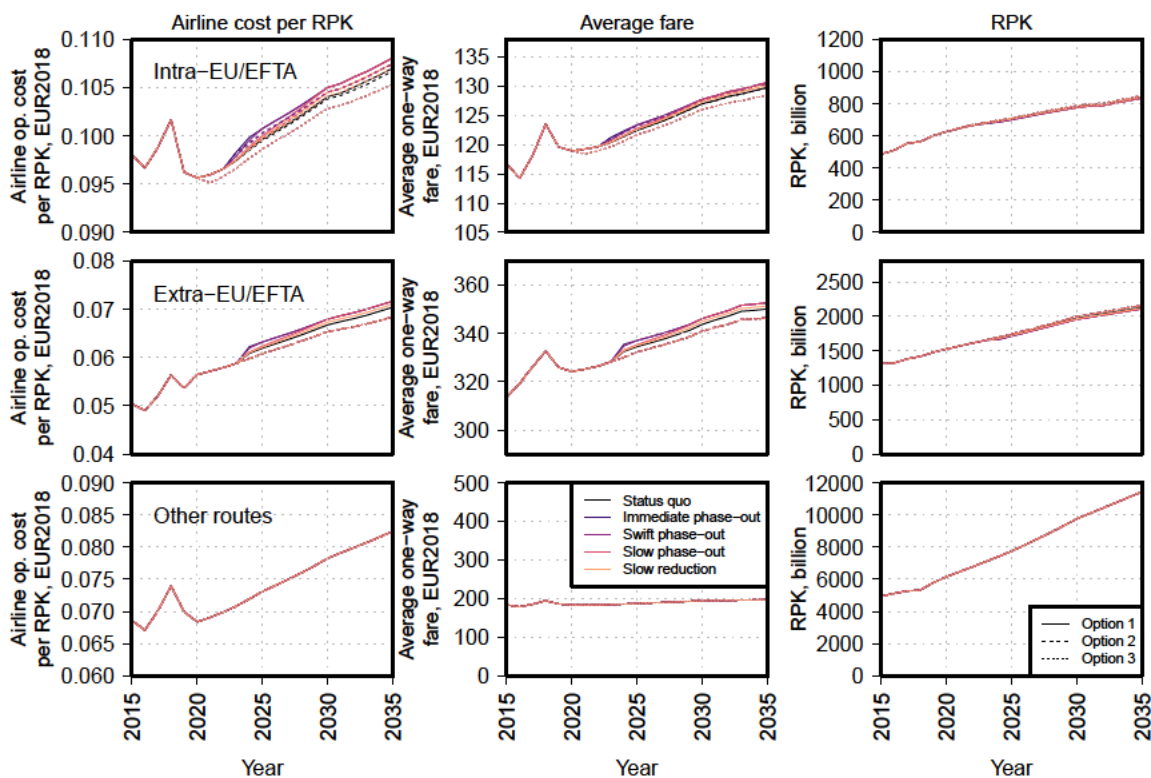 Airline cost per RPK
Average fare
RPK
Airline op. cost
per RPK, EUR2018
0.110
0.105
0.100
0.095
0.090
Intra−EU/EFTA
Average one−way
fare, EUR2018
135
130
125
120
115
110
105
RPK, billion
1200
1000
800
600
400
200
0
Airline op. cost
per RPK, EUR2018
0.08
0.07
0.06
0.05
0.04
Extra−EU/EFTA
Average one−way
fare, EUR2018
360
340
320
300
RPK, billion
2500
2000
1500
1000
500
0
Airline op. cost
per RPK, EUR2018
0.090
0.085
0.080
0.075
0.070
0.065
0.060
Other routes
Average one−way
fare, EUR2018
500
400
300
200
100
0
Status quo
Immediate phase−out
Swift phase−out
Slow phase−out
Slow reduction
RPK, billion
12000
10000
8000
6000
4000
2000
0
Option 1
Option 2
Option 3
2015
2020
2025
2030
2035
2015
2020
2025
2030
2035
2015
2020
2025
2030
2035
Year
Year
Year